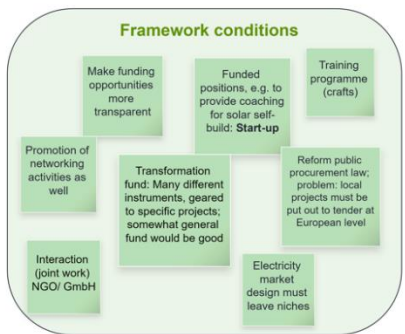 Framework conditions
Make funding
opportunities
more
transparent
Funded
positions, e.g. to
provide coaching
for solar self-
build: Start-up
Training
programme
(crafts)
Promotion of
networking
activities as
well
Transformation
fund: Many different
instruments, geared
to specific projects;
somewhat general
fund would be good
Reform public
procurement law;
problem: local
projects must be
put out to tender at
European level
Interaction
(joint work)
NGO/ GmbH
Electricity
market
design must
leave niches